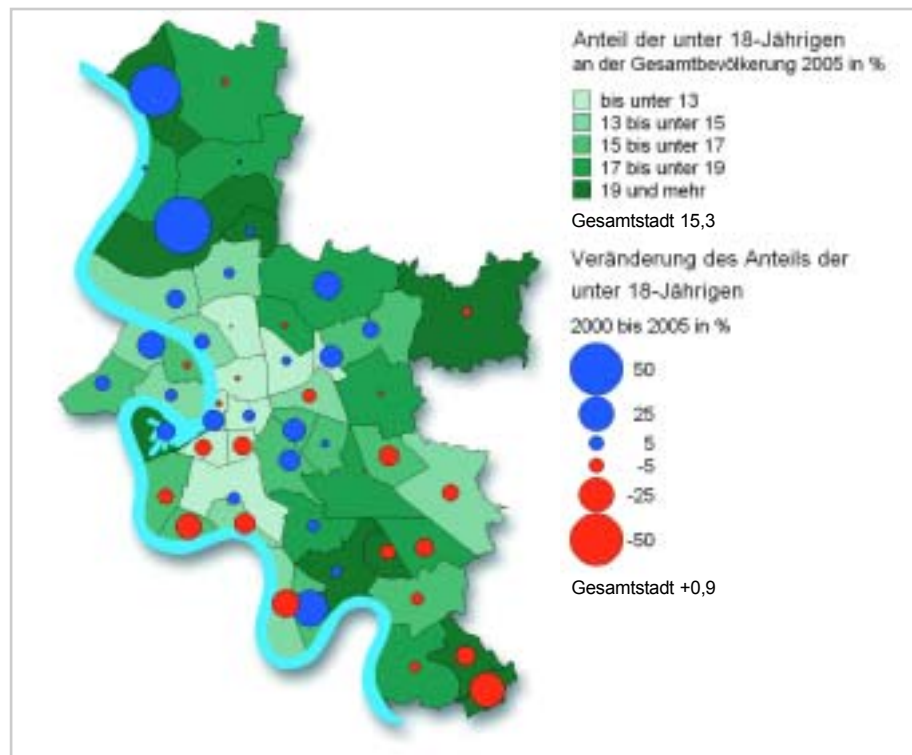 Anteil der unter 18-Jährigen
an der Gesamtbevölkerung 2005 in %
bis unter 13
13 bis unter 15
15 bis unter 17
17 bis unter 19
19 und mehr
Gesamtstadt 15,3
Veränderung des Anteils der
unter 18-Jährigen
2000 bis 2005 in %
50
25
5
-5
-25
-50
Gesamtstadt +0,9